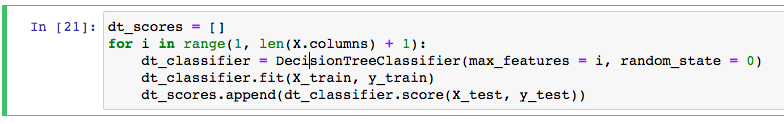 In [21]: dt_scores = []
for i in range(1, len(X.columns) + 1):
    dt_classifier = DecisionTreeClassifier(max_features = i, random_state = 0)
    dt_classifier.fit(X_train, y_train)
    dt_scores.append(dt_classifier.score(X_test, y_test))